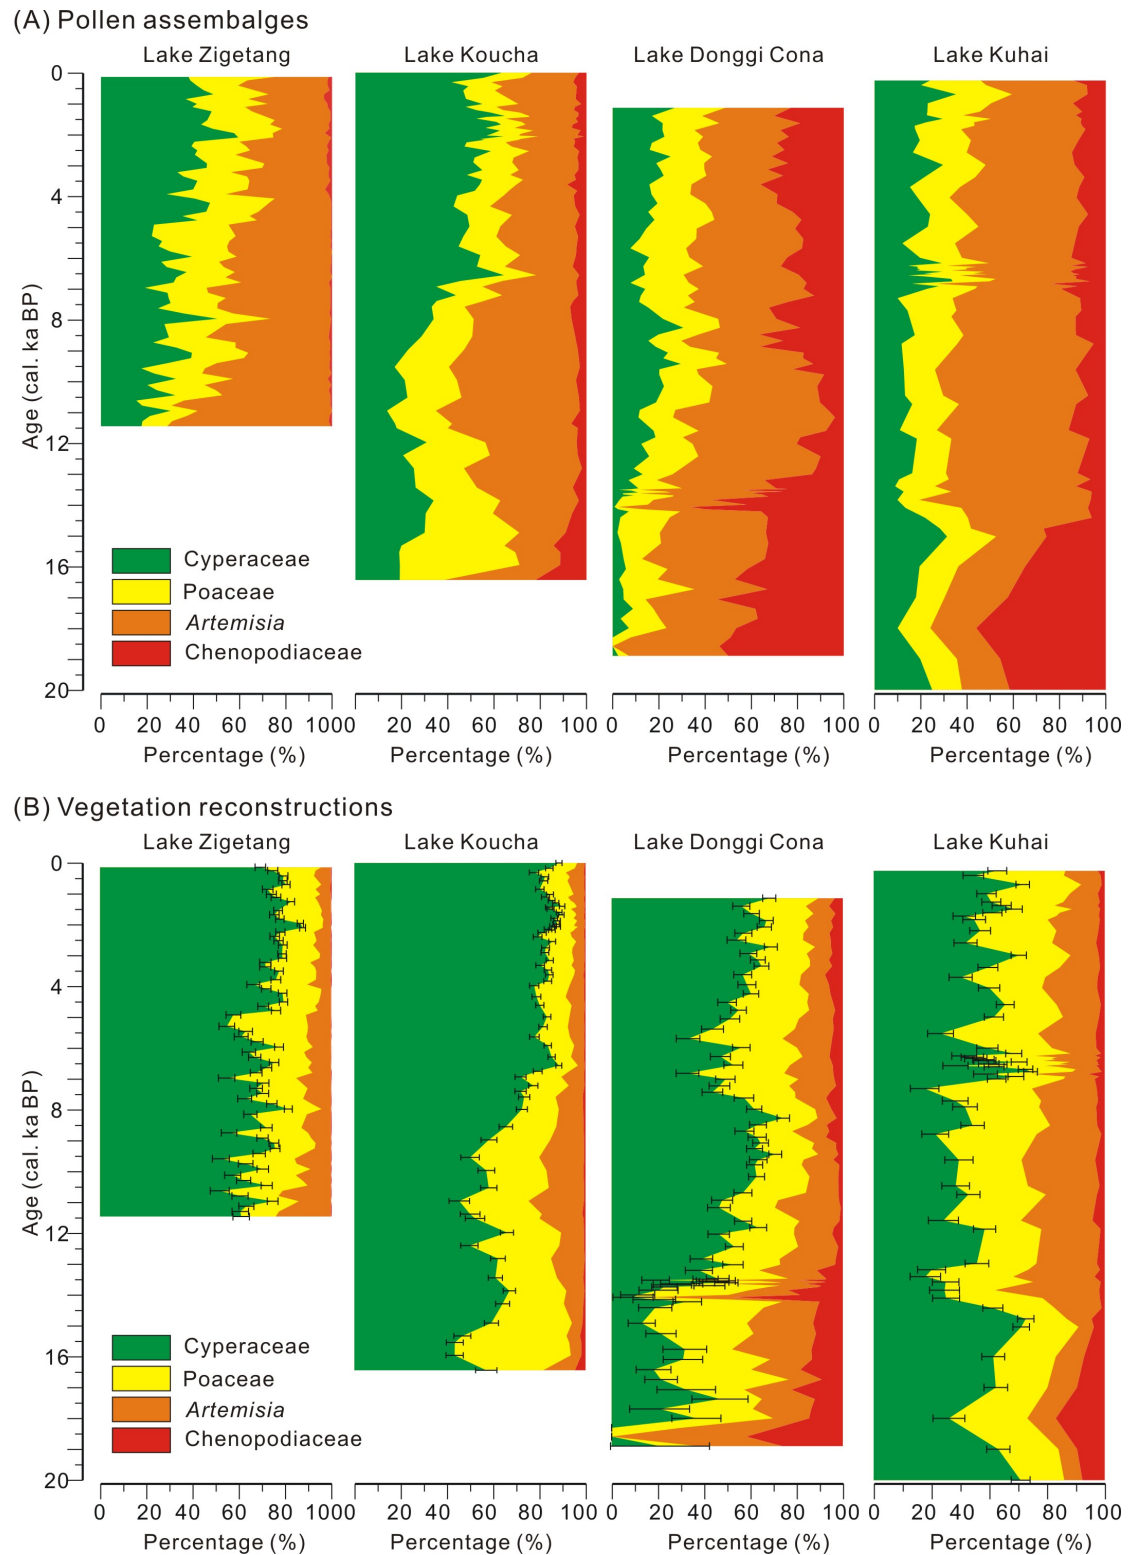 (A) Pollen assembalges
Lake Zigetang Lake Koucha Lake Donggi Cona Lake Kuhai
0
4
8
12
16
20
Age (cal. ka BP)
Cyperaceae
Poaceae
Artemisia
Chenopodiaceae
0 20 40 60 80 100 0 20 40 60 80 100 0 20 40 60 80 100 0 20 40 60 80 100
Percentage (%) Percentage (%) Percentage (%) Percentage (%)
(B) Vegetation reconstructions
Lake Zigetang Lake Koucha Lake Donggi Cona Lake Kuhai
0
4
8
12
16
20
Age (cal. ka BP)
Cyperaceae
Poaceae
Artemisia
Chenopodiaceae
0 20 40 60 80 100 0 20 40 60 80 100 0 20 40 60 80 100 0 20 40 60 80 100
Percentage (%) Percentage (%) Percentage (%) Percentage (%)